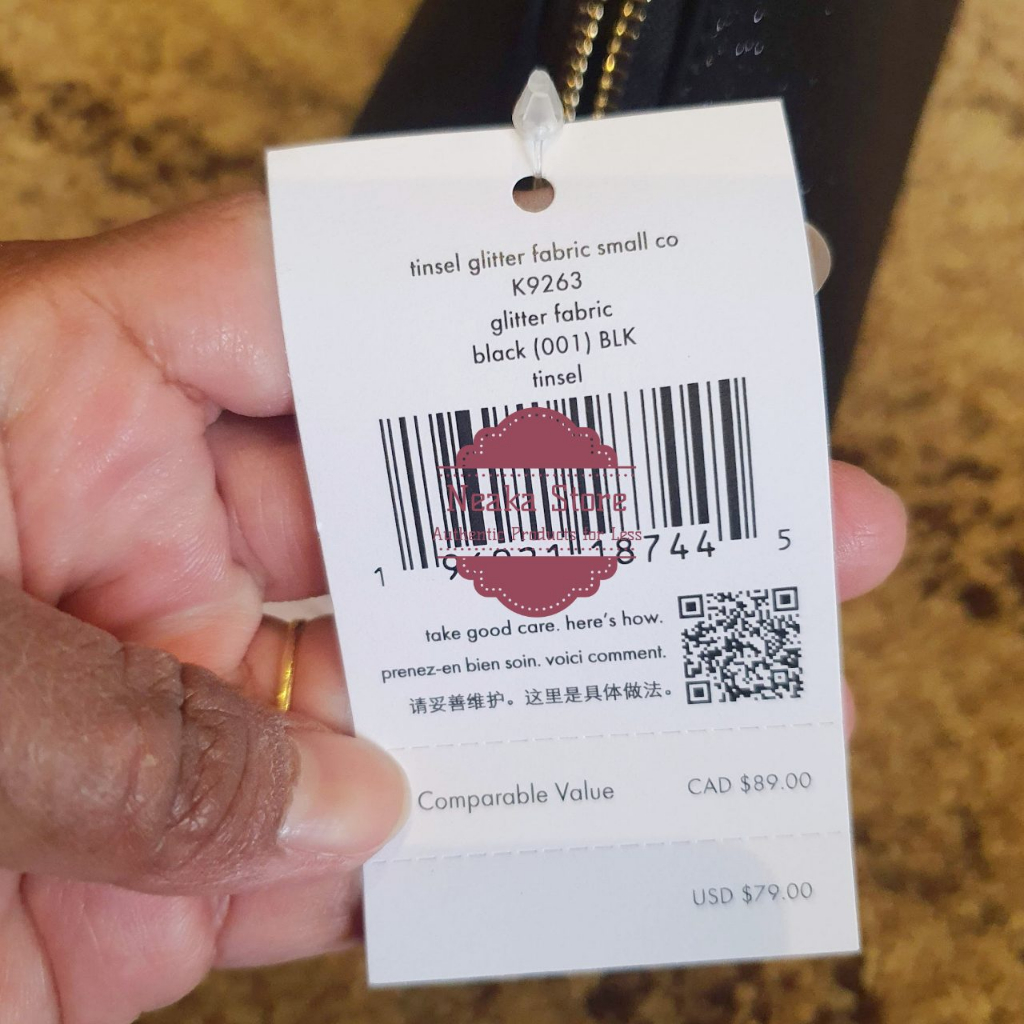 tinsel glitter fabric small co
K9263
glitter fabric
black (001) BLK
tinsel
Neaka Store
Authentic Products for Less
1 18744 5
take good care. here's how.
prenez-en bien soin. voici comment.
请妥善维护。这里是具体做法。
Comparable Value CAD $89.00
USD $79.00